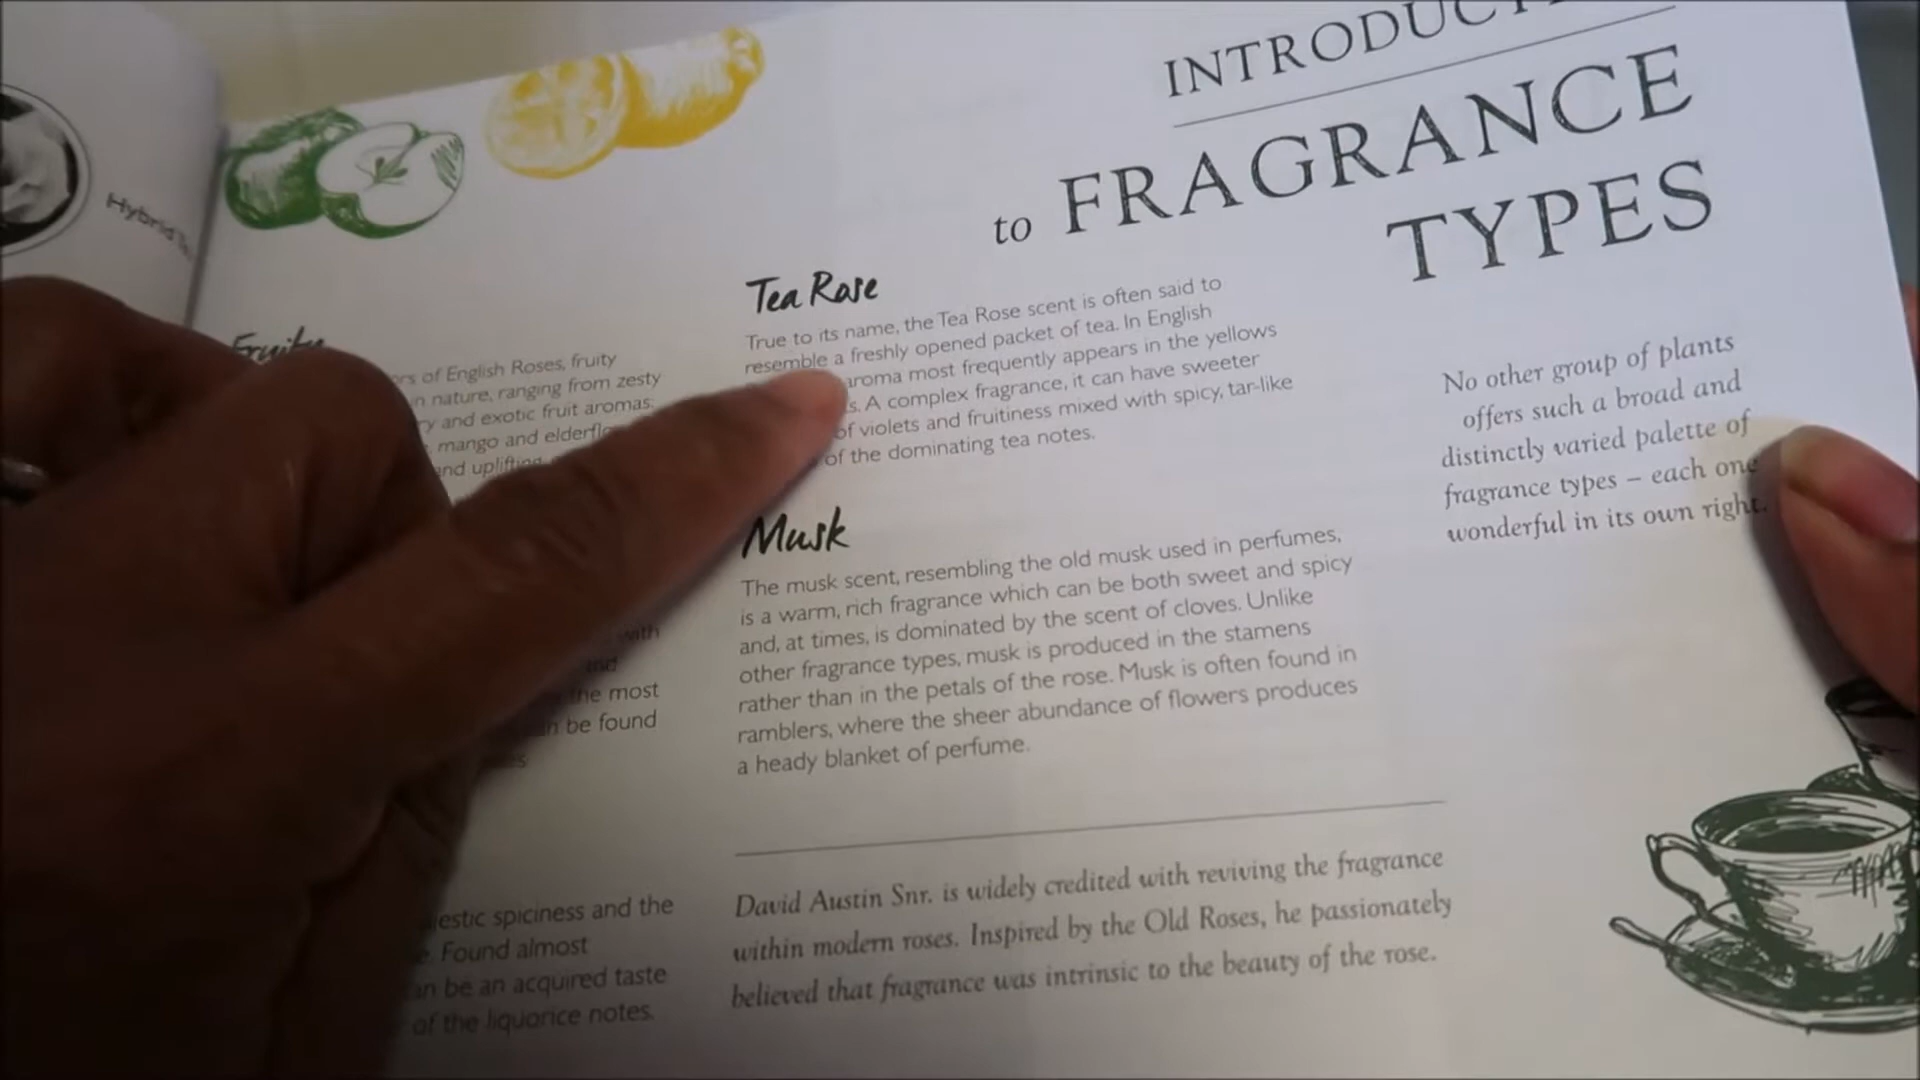 to FRAGRANCE
TYPES
Tea Rose
True to its name, the Tea Rose scent is often said to
resemble a freshly opened packet of tea. In English
aroma most frequently appears in the yellows
A complex fragrance, it can have sweeter
of violets and fruitiness mixed with spicy, tar-like
of the dominating tea notes.
Musk
The musk scent, resembling the old musk used in perfumes,
is a warm, rich fragrance which can be both sweet and spicy
and, at times, is dominated by the scent of cloves. Unlike
other fragrance types, musk is produced in the stamens
rather than in the petals of the rose. Musk is often found in
ramblers, where the sheer abundance of flowers produces
a heady blanket of perfume.
David Austin Snr. is widely credited with reviving the fragrance
within modern roses. Inspired by the Old Roses, he passionately
believed that fragrance was intrinsic to the beauty of the rose.
No other group of plants
offers such a broad and
distinctly varied palette of
fragrance types – each one
wonderful in its own right.
Hybrid
Fruity
of English Roses, fruity
nature, ranging from zesty
and exotic fruit aromas:
mango and
and uplifting
with
the most
be found
spiciness and the
Found almost
be an acquired taste
of the liquorice notes.